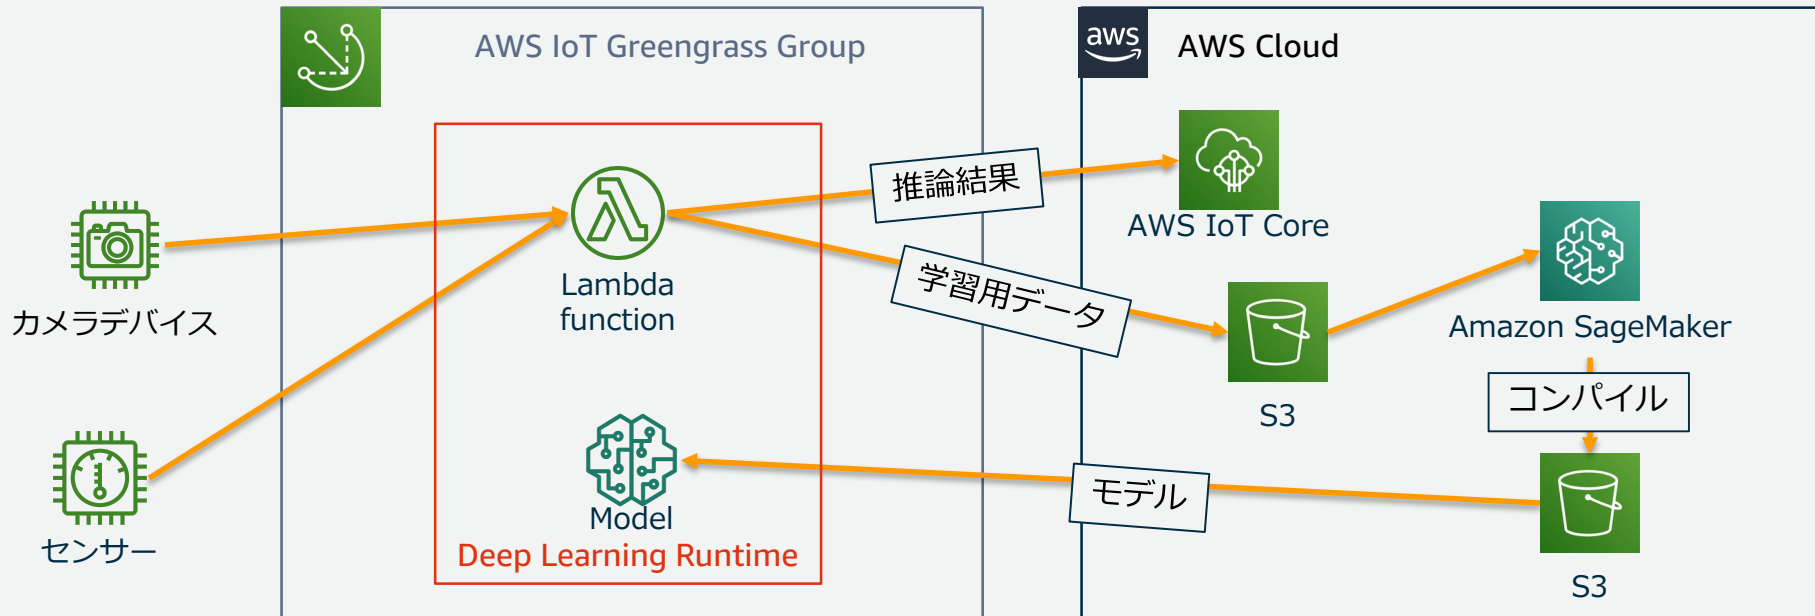 AWS IoT Greengrass Group
aws
AWS Cloud
推論結果
AWS IoT Core
カメラデバイス
Lambda
function
学習用データ
Amazon SageMaker
コンパイル
S3
センサー
Model
Deep Learning Runtime
モデル
S3